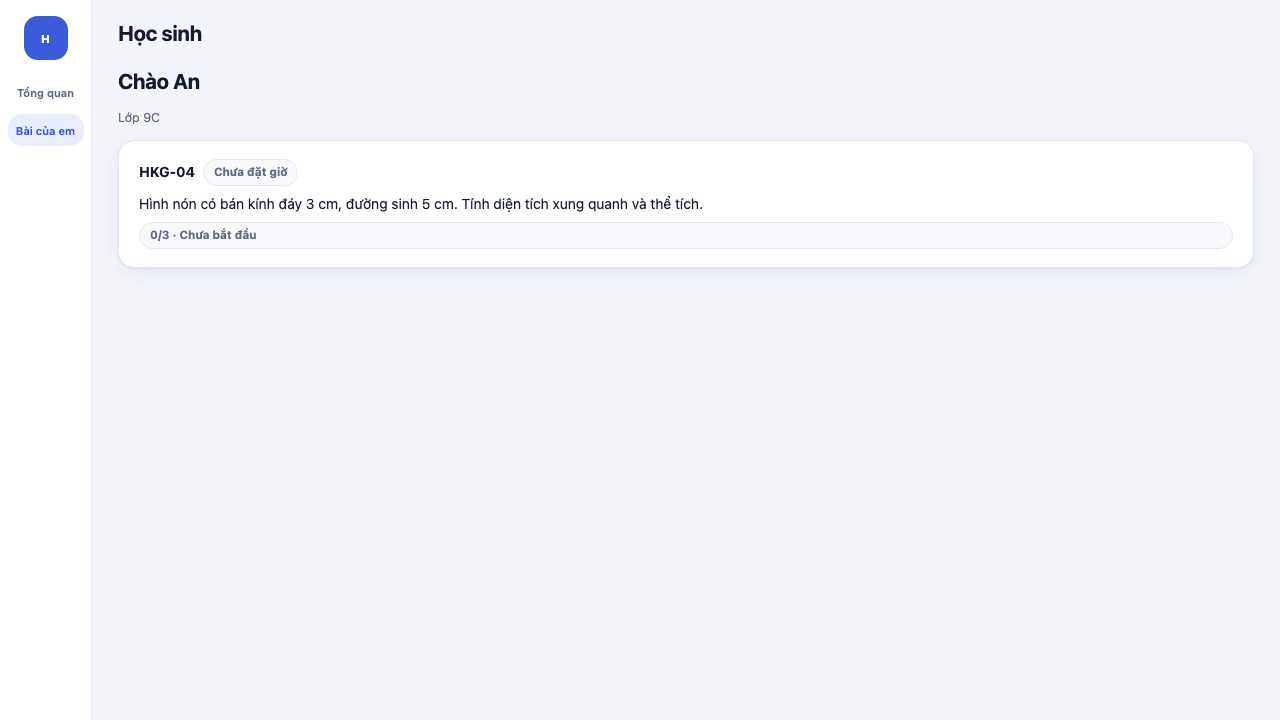 H
Tổng quan
Bài của em
Học sinh
Chào An
Lớp 9C
HKG-04 Chưa đặt giờ
Hình nón có bán kính đáy 3 cm, đường sinh 5 cm. Tính diện tích xung quanh và thể tích.
0/3 · Chưa bắt đầu